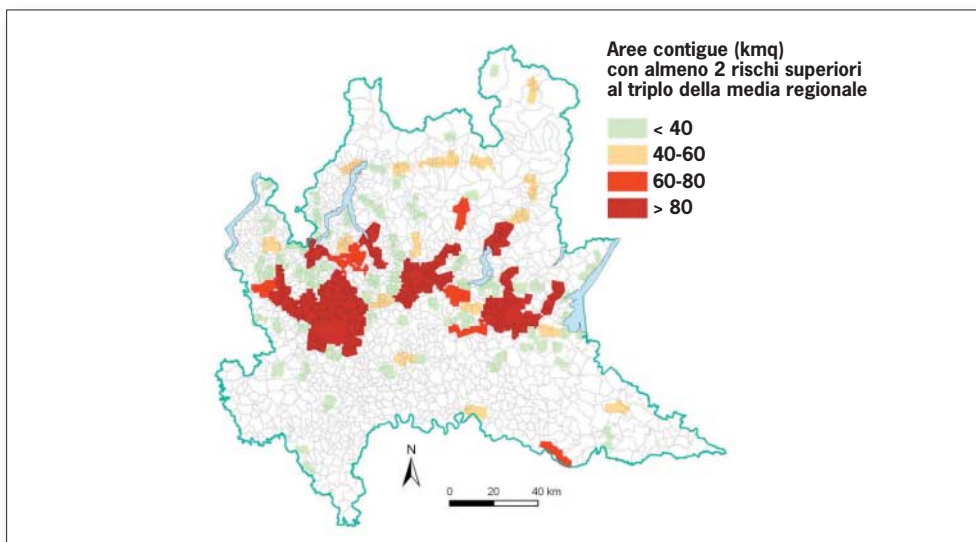 Aree contigue (kmq)
con almeno 2 rischi superiori
al triplo della media regionale
< 40
40-60
60-80
> 80
N
0 20 40 km